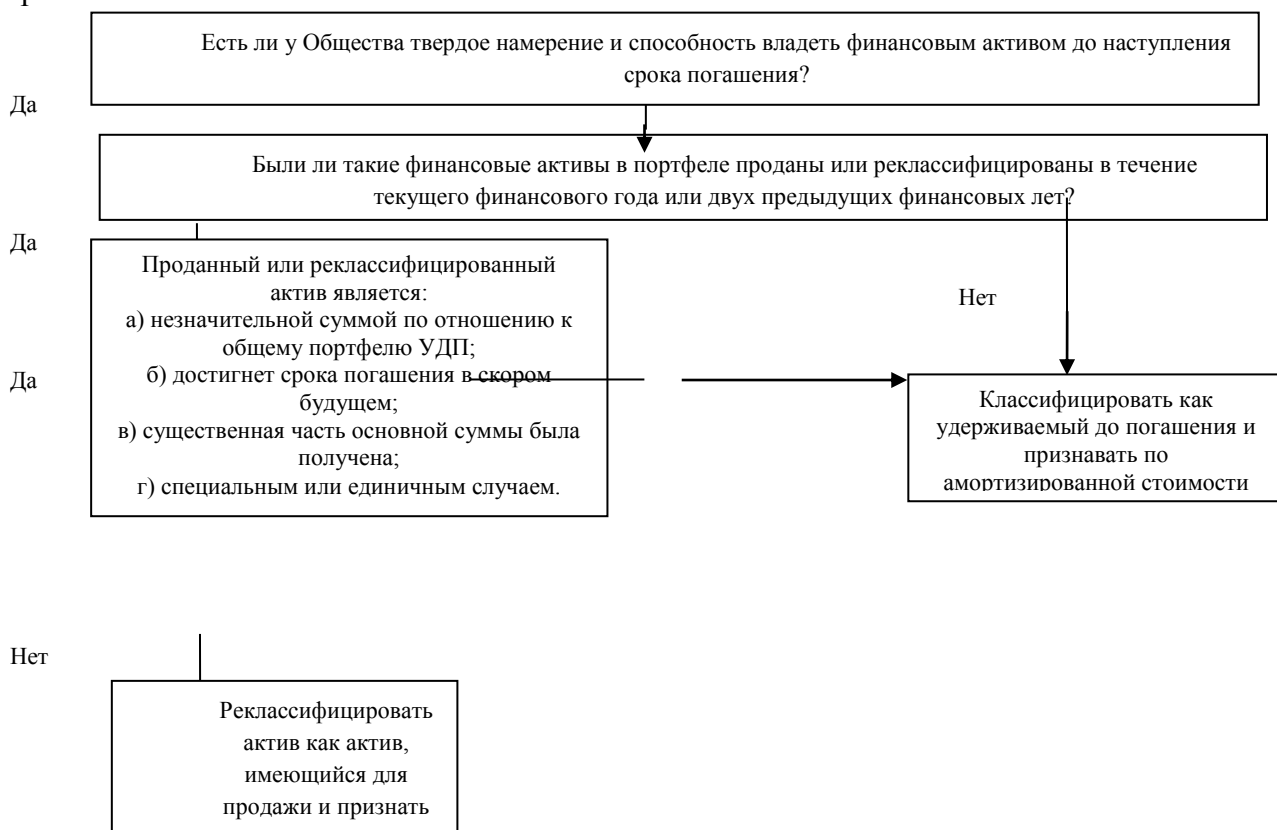 Есть ли у Общества твердое намерение и способность владеть финансовым активом до наступления
срока погашения?
Да
Были ли такие финансовые активы в портфеле проданы или реклассифицированы в течение
текущего финансового года или двух предыдущих финансовых лет?
Да
Проданный или реклассифицированный
актив является:
а) незначительной суммой по отношению к
общему портфелю УДП;
б) достигнет срока погашения в скором
будущем;
в) существенная часть основной суммы была
получена;
г) специальным или единичным случаем.
Нет
Да
Классифицировать как
удерживаемый до погашения и
признавать по
амортизированной стоимости
Нет
Реклассифицировать
актив как актив,
имеющийся для
продажи и признать